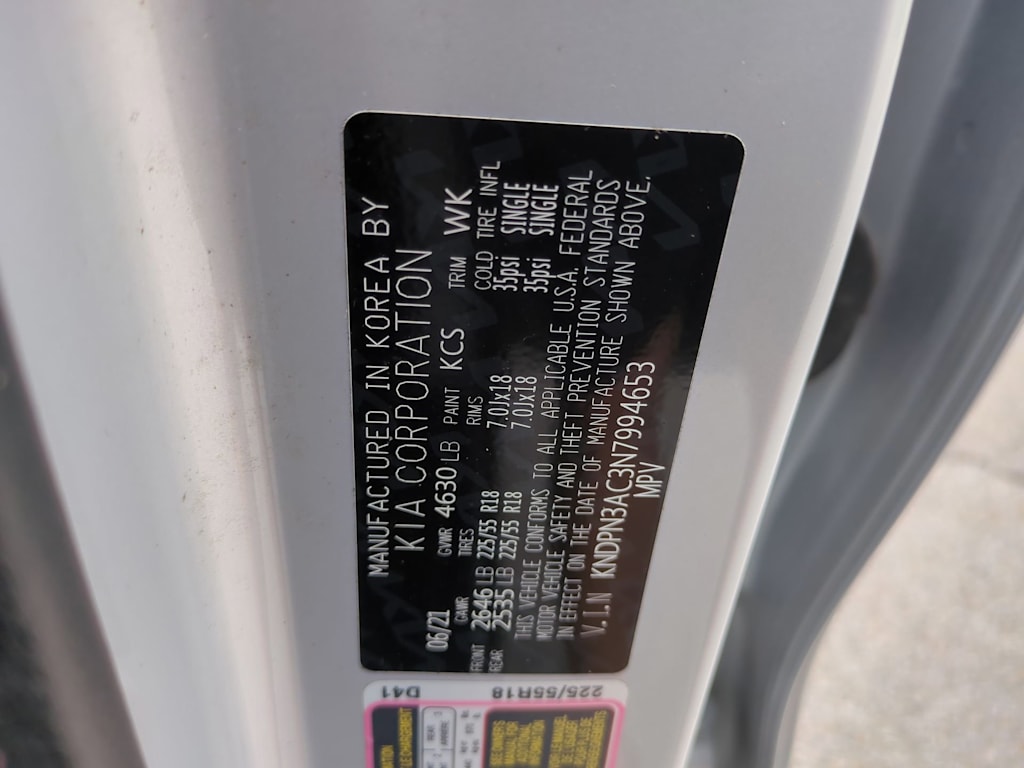 MANUFACTURED IN KOREA BY
KIA CORPORATION
06/21 GVWR 4630 LB PAINT KCS TRIM WK
GAWR TIRES RIMS COLD TIRE INFL
FRONT 2646 LB 225/55 R18 7.0Jx18 35psi SINGLE
REAR 2535 LB 225/55 R18 7.0Jx18 35psi SINGLE
THIS VEHICLE CONFORMS TO ALL APPLICABLE U.S.A. FEDERAL
MOTOR VEHICLE SAFETY AND THEFT PREVENTION STANDARDS
IN EFFECT ON THE DATE OF MANUFACTURE SHOWN ABOVE.
V.I.N KNDPN3AC3N7994653
MPV
D41
225/55R18